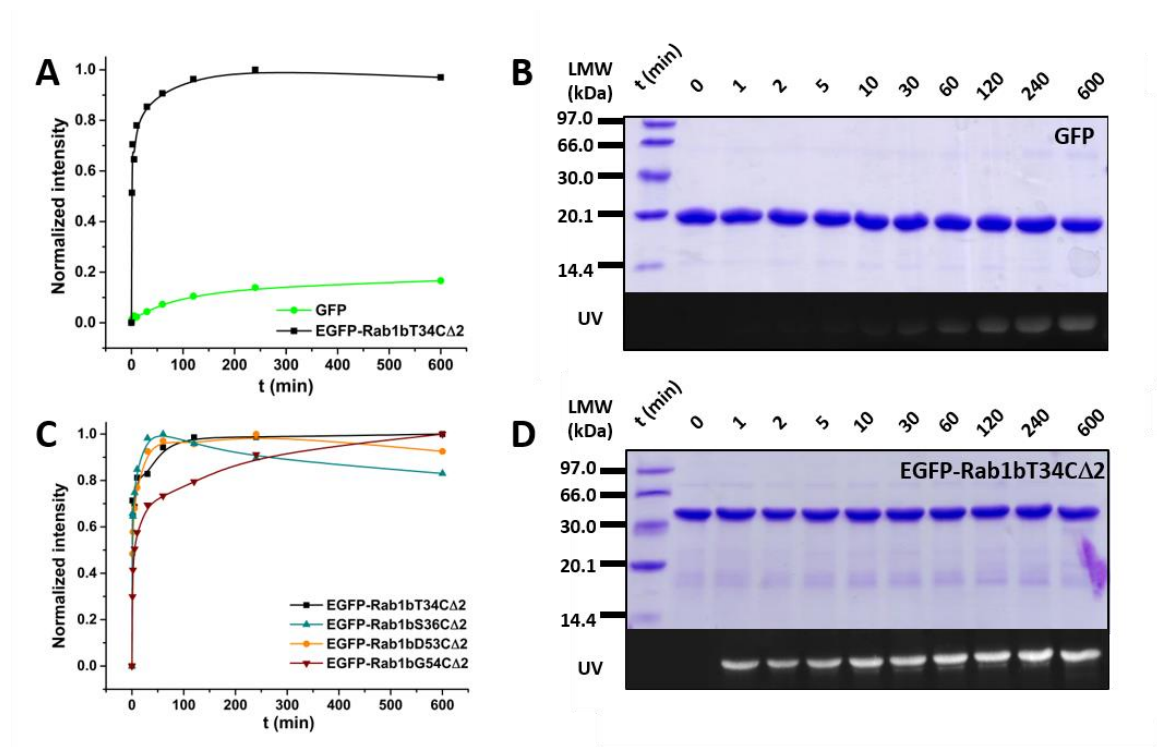 A
Normalized intensity
1.0
0.8
0.6
0.4
0.2
0.0
GFP
EGFP-Rab1bT34CΔ2
0 100 200 300 400 500 600
t (min)
B
LMW
(kDa)
t (min) 0 1 2 5 10 30 60 120 240 600
97.0
66.0
30.0
20.1
14.4
GFP
UV
C
Normalized intensity
1.0
0.8
0.6
0.4
0.2
0.0
EGFP-Rab1bT34CΔ2
EGFP-Rab1bS36CΔ2
EGFP-Rab1bD53CΔ2
EGFP-Rab1bG54CΔ2
0 100 200 300 400 500 600
t (min)
D
LMW
(kDa)
t (min) 0 1 2 5 10 30 60 120 240 600
97.0
66.0
30.0
20.1
14.4
EGFP-Rab1bT34CΔ2
UV